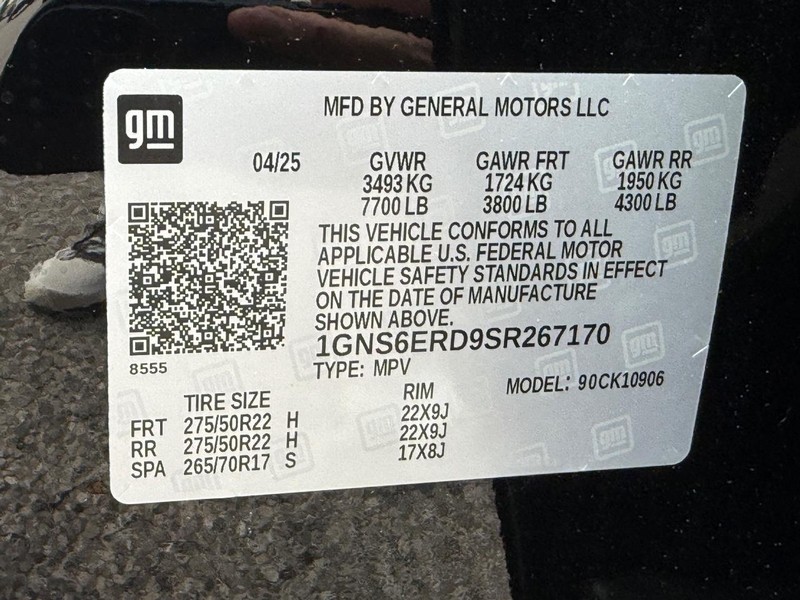 gm
MFD BY GENERAL MOTORS LLC
04/25 GVWR GAWR FRT GAWR RR
3493 KG 1724 KG 1950 KG
7700 LB 3800 LB 4300 LB
THIS VEHICLE CONFORMS TO ALL
APPLICABLE U.S. FEDERAL MOTOR
VEHICLE SAFETY STANDARDS IN EFFECT
ON THE DATE OF MANUFACTURE
SHOWN ABOVE.
1GNS6ERD9SR267170
8555
TYPE: MPV
MODEL: 90CK10906
TIRE SIZE RIM
FRT 275/50R22 H 22X9J
RR 275/50R22 H 22X9J
SPA 265/70R17 S 17X8J